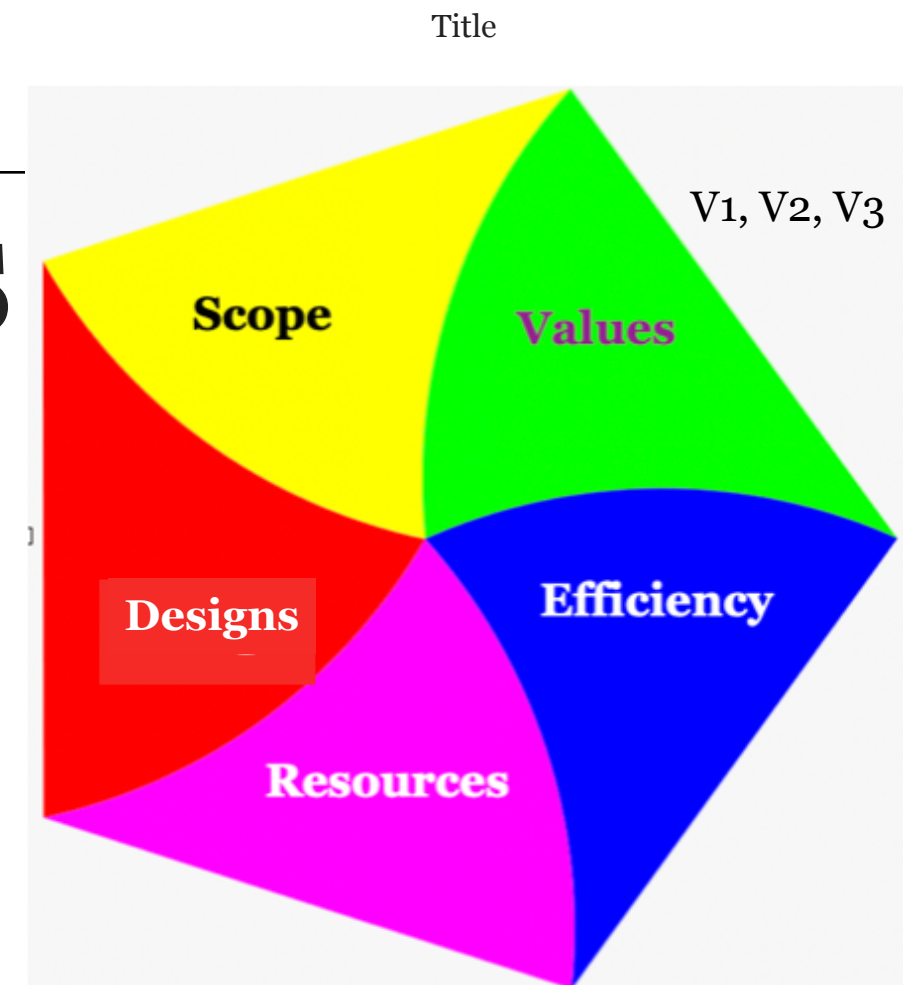 Title
V1, V2, V3
Scope
Values
Efficiency
Designs
Resources